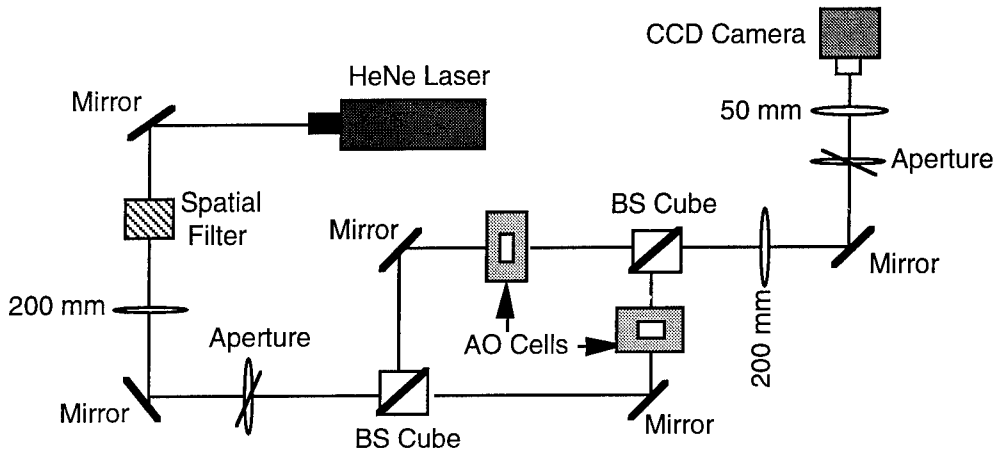 CCD Camera
HeNe Laser
Mirror
50 mm
Aperture
Spatial
Filter
BS Cube
Mirror
Mirror
200 mm
200 mm
Aperture
AO Cells
Mirror
BS Cube
Mirror